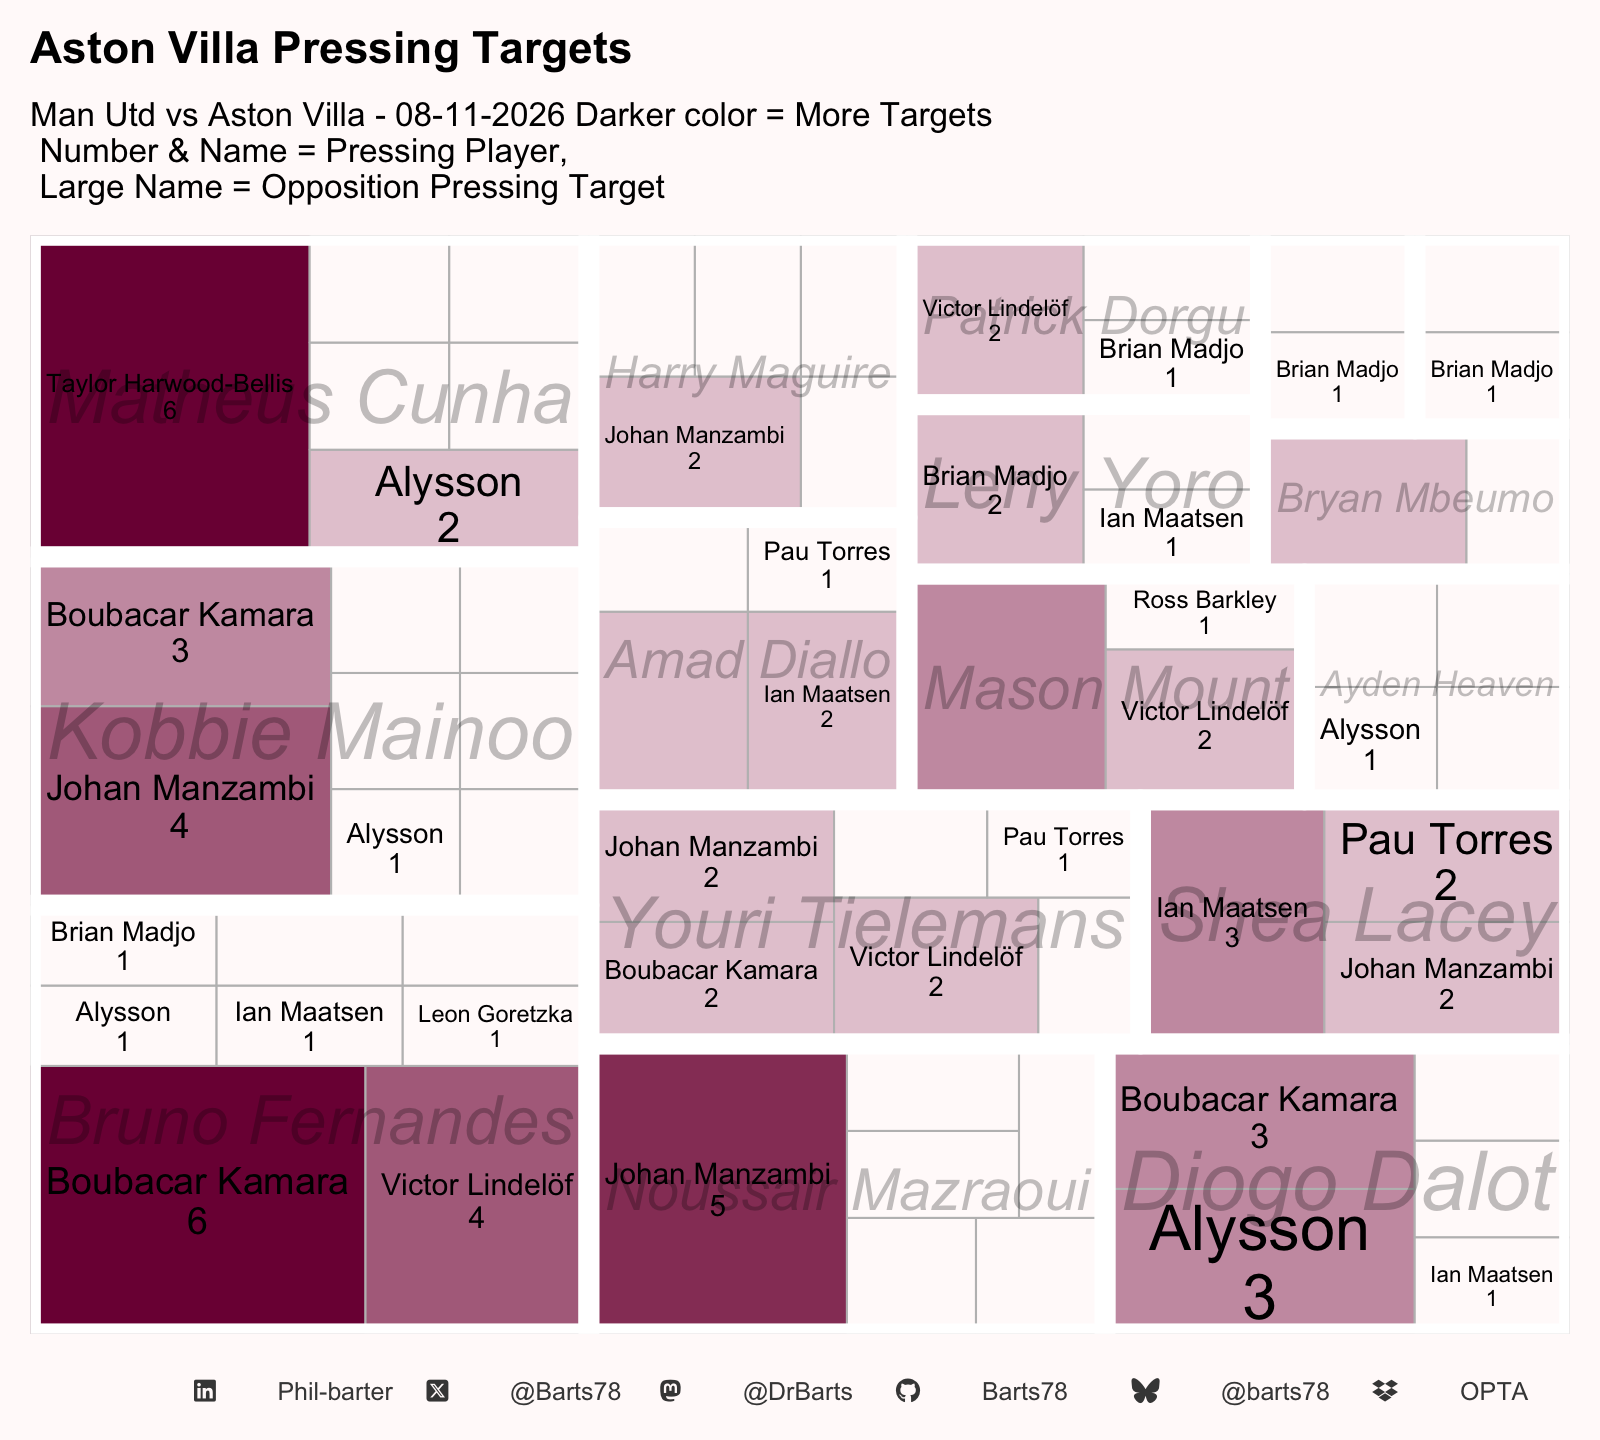 Aston Villa Pressing Targets
Man Utd vs Aston Villa - 08-11-2026 Darker color = More Targets
Number & Name = Pressing Player,
Large Name = Opposition Pressing Target
Taylor Harwood-Bellis
6
Matheus Cunha
Alysson
2
Boubacar Kamara
3
Kobbie Mainoo
Johan Manzambi
4
Alysson
1
Brian Madjo
1
Alysson
1
Ian Maatsen
1
Leon Goretzka
1
Bruno Fernandes
Boubacar Kamara
6
Victor Lindelöf
4
Harry Maguire
Johan Manzambi
2
Pau Torres
1
Amad Diallo
Ian Maatsen
2
Victor Lindelöf
2
Patrick Dorgu
Brian Madjo
1
Brian Madjo
1
Brian Madjo
1
Brian Madjo
2
Leny Yoro
Ian Maatsen
1
Bryan Mbeumo
Ross Barkley
1
Mason Mount
Victor Lindelöf
2
Ayden Heaven
Alysson
1
Johan Manzambi
2
Pau Torres
1
Youri Tielemans
Boubacar Kamara
2
Victor Lindelöf
2
Pau Torres
2
Ian Maatsen
3
Shea Lacey
Johan Manzambi
2
Johan Manzambi
5
Noussair Mazraoui
Boubacar Kamara
3
Diogo Dalot
Alysson
3
Ian Maatsen
1
Phil-barter
@Barts78
@DrBarts
Barts78
@barts78
OPTA